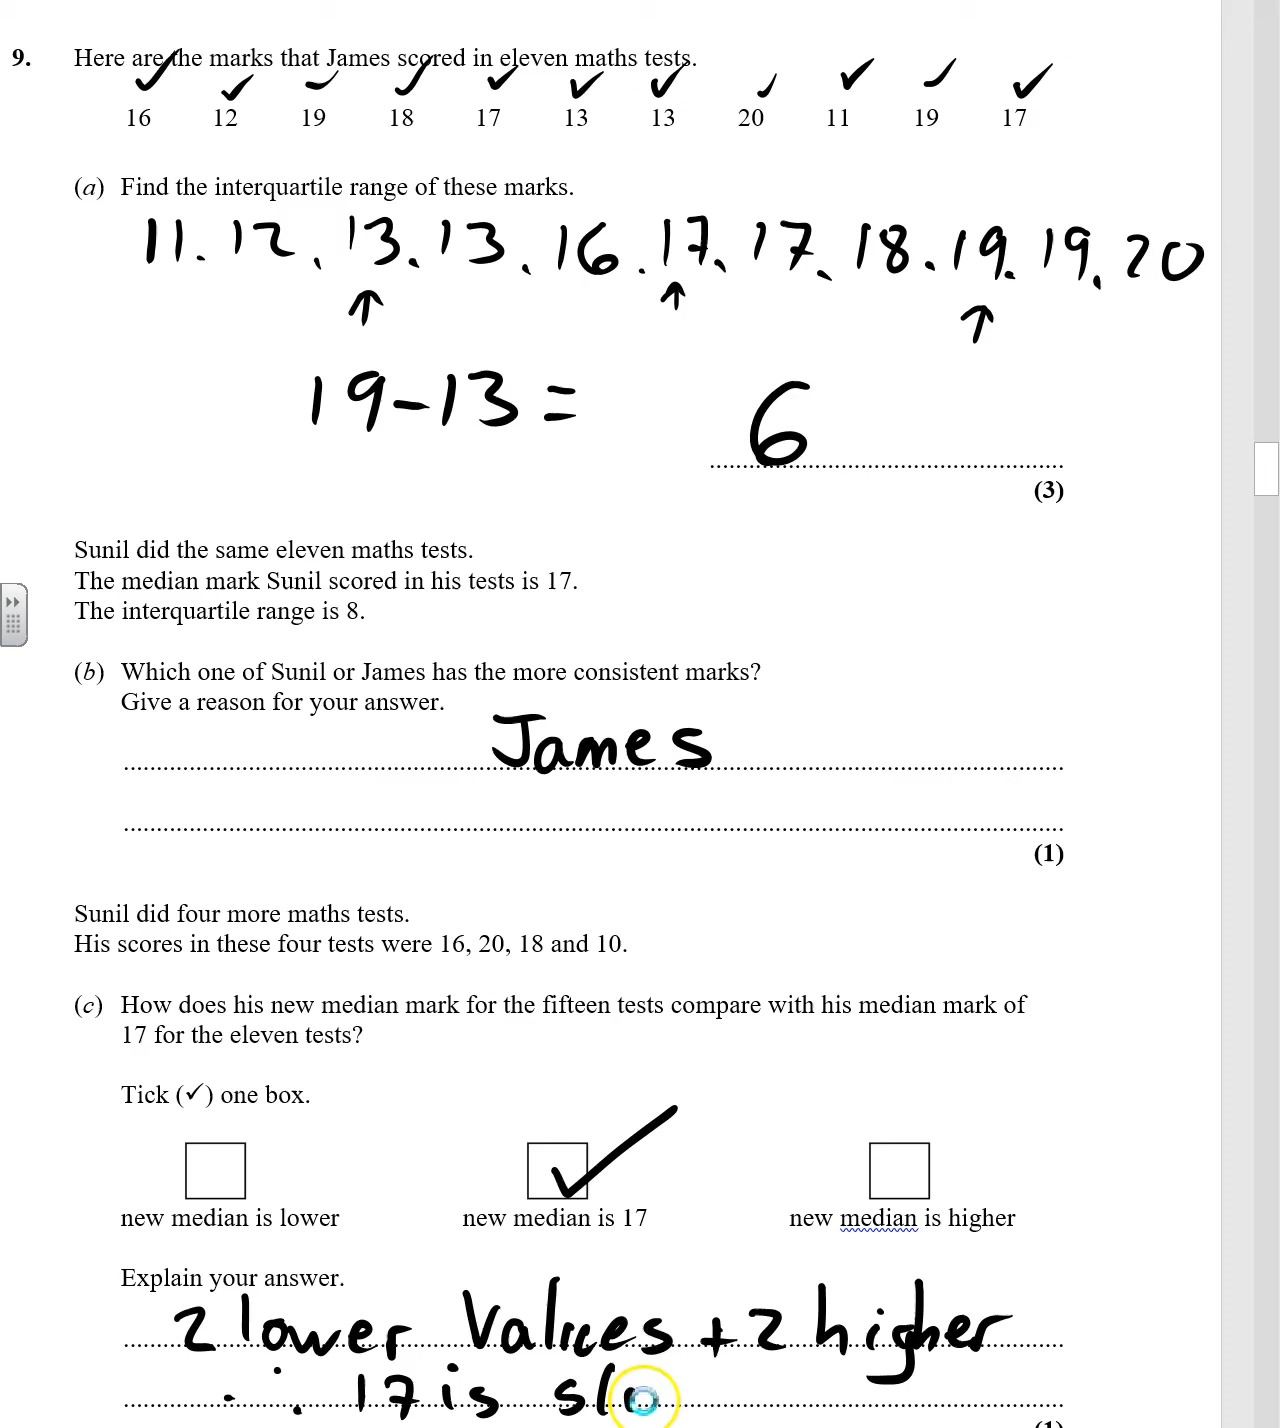 9. Here are the marks that James scored in eleven maths tests.
16 12 19 18 17 13 13 20 11 19 17
(a) Find the interquartile range of these marks.
11. 12, 13. 13. 16. 17. 17. 18. 19. 19. 20
19-13= 6
(3)
Sunil did the same eleven maths tests.
The median mark Sunil scored in his tests is 17.
The interquartile range is 8.
(b) Which one of Sunil or James has the more consistent marks?
Give a reason for your answer.
James
(1)
Sunil did four more maths tests.
His scores in these four tests were 16, 20, 18 and 10.
(c) How does his new median mark for the fifteen tests compare with his median mark of
17 for the eleven tests?
Tick (✓) one box.
new median is lower new median is 17 new median is higher
Explain your answer.
2 lower Values + 2 higher
∴ 17 is